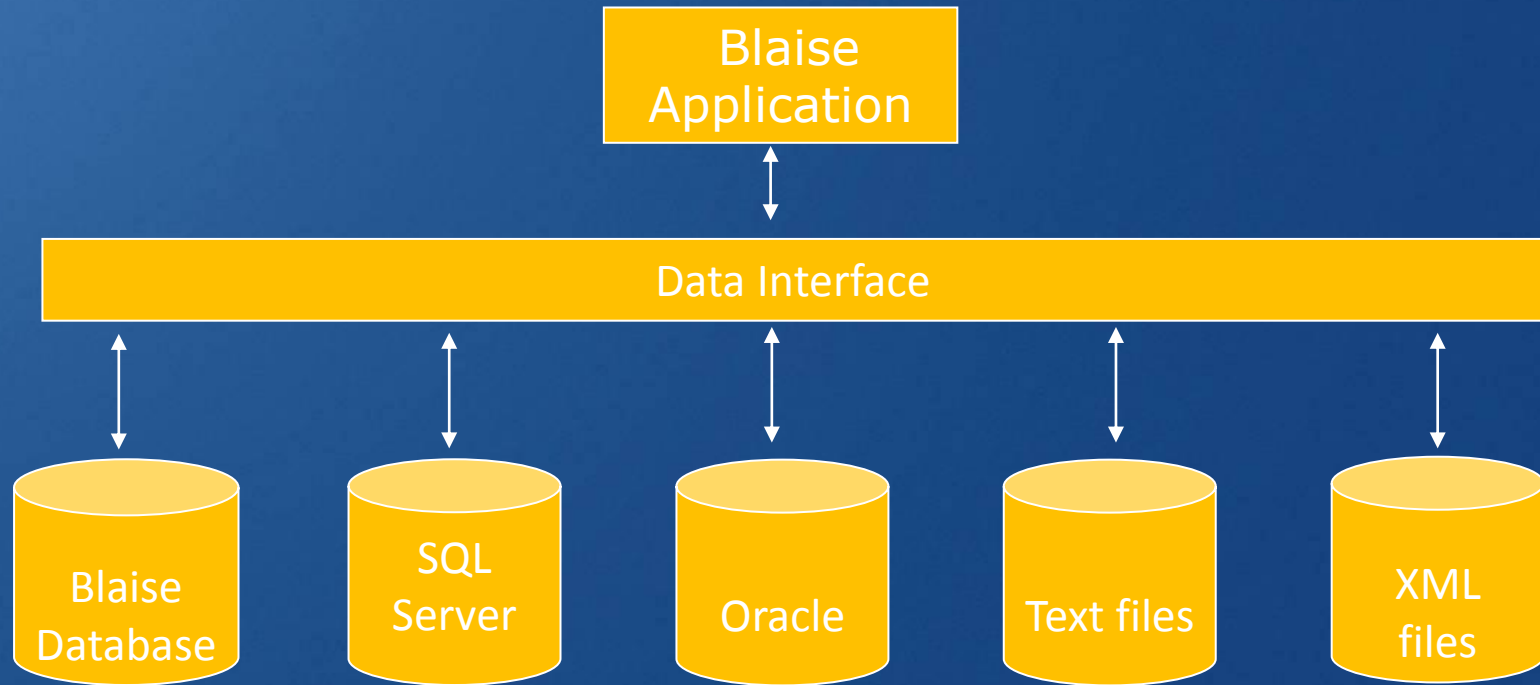 Blaise
Application
Data Interface
Blaise
Database
SQL
Server
Oracle
Text files
XML
files